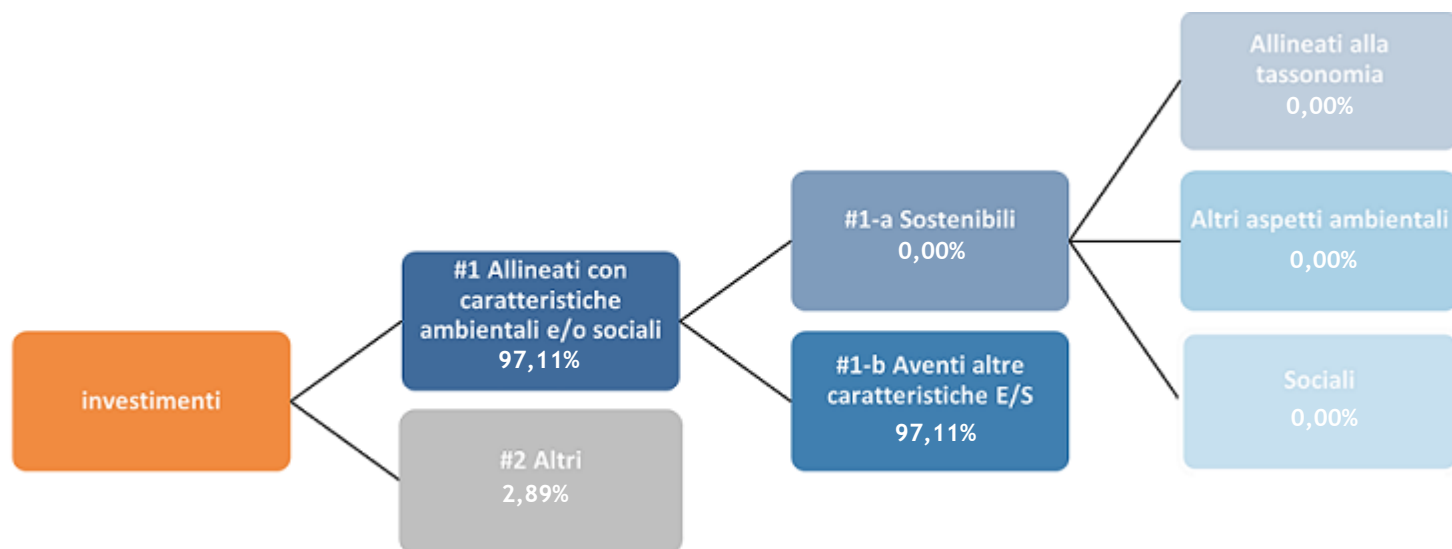 investimenti
#1 Allineati con
caratteristiche
ambientali e/o sociali
97,11%
#2 Altri
2,89%
#1-a Sostenibili
0,00%
#1-b Aventi altre
caratteristiche E/S
97,11%
Allineati alla
tassonomia
0,00%
Altri aspetti ambientali
0,00%
Sociali
0,00%